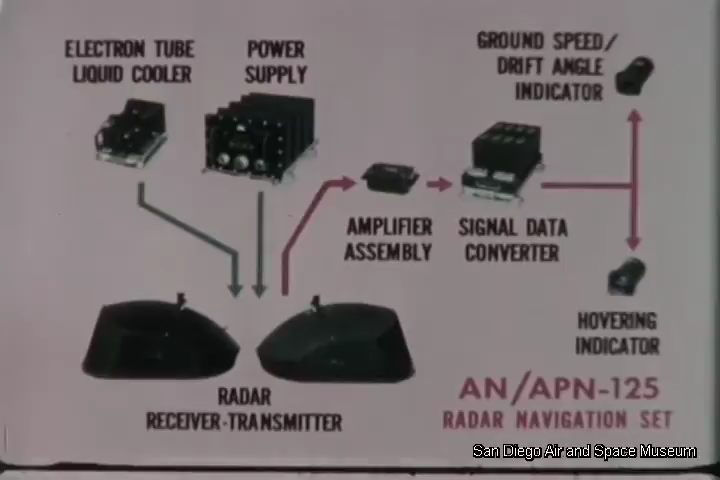 ELECTRON TUBE
LIQUID COOLER
POWER
SUPPLY
GROUND SPEED/
DRIFT ANGLE
INDICATOR
AMPLIFIER
ASSEMBLY
SIGNAL DATA
CONVERTER
HOVERING
INDICATOR
RADAR
RECEIVER-TRANSMITTER
AN/APN-125
RADAR NAVIGATION SET
San Diego Air and Space Museum